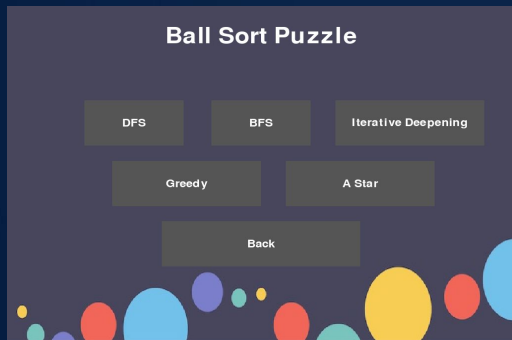 Ball Sort Puzzle
DFS BFS Iterative Deepening
Greedy A Star
Back